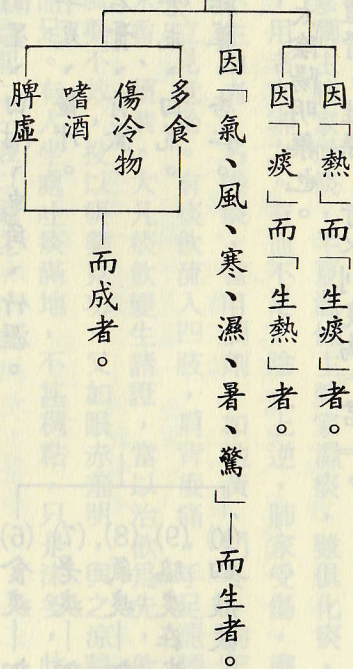 因「熱」而「生痰」者。
因「痰」而「生熱」者。
因「氣、風、寒、濕、暑、驚」而生者。
多食
傷冷物
嗜酒
脾虛
而成者。